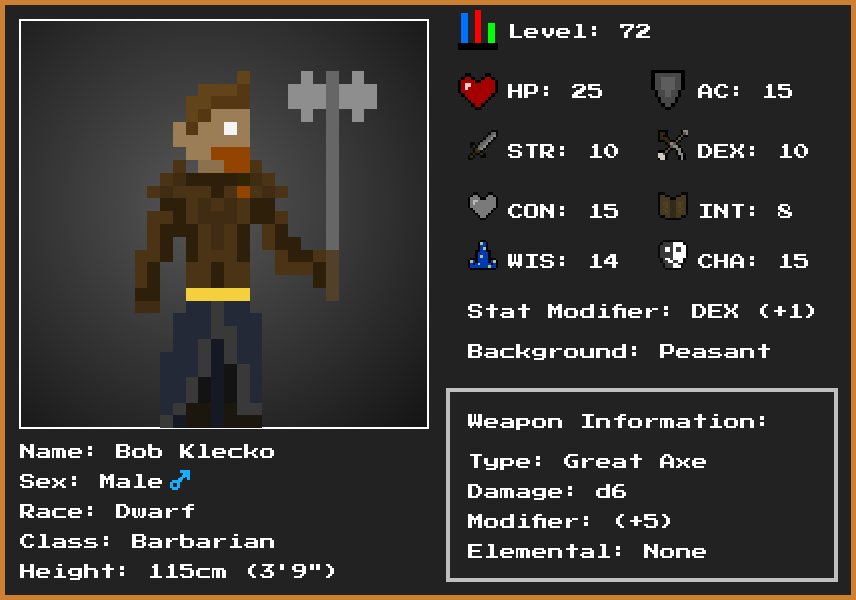 Level: 72
HP: 25
AC: 15
STR: 10
DEX: 10
CON: 15
INT: 8
WIS: 14
CHA: 15
Stat Modifier: DEX (+1)
Background: Peasant
Weapon Information:
Type: Great Axe
Damage: d6
Modifier: (+5)
Elemental: None
Name: Bob Klecko
Sex: Male ♂
Race: Dwarf
Class: Barbarian
Height: 115cm (3'9")